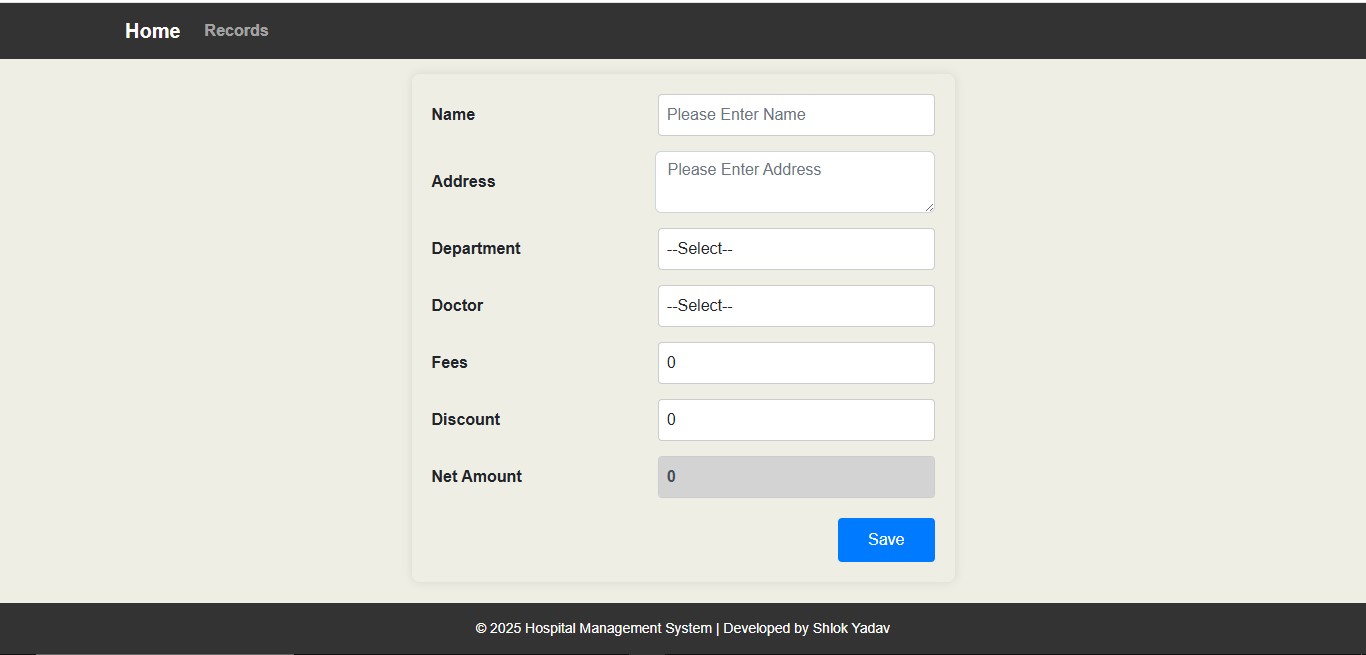 Home Records
Name Please Enter Name
Address Please Enter Address
Department --Select--
Doctor --Select--
Fees 0
Discount 0
Net Amount 0
Save
© 2025 Hospital Management System | Developed by Shlok Yadav